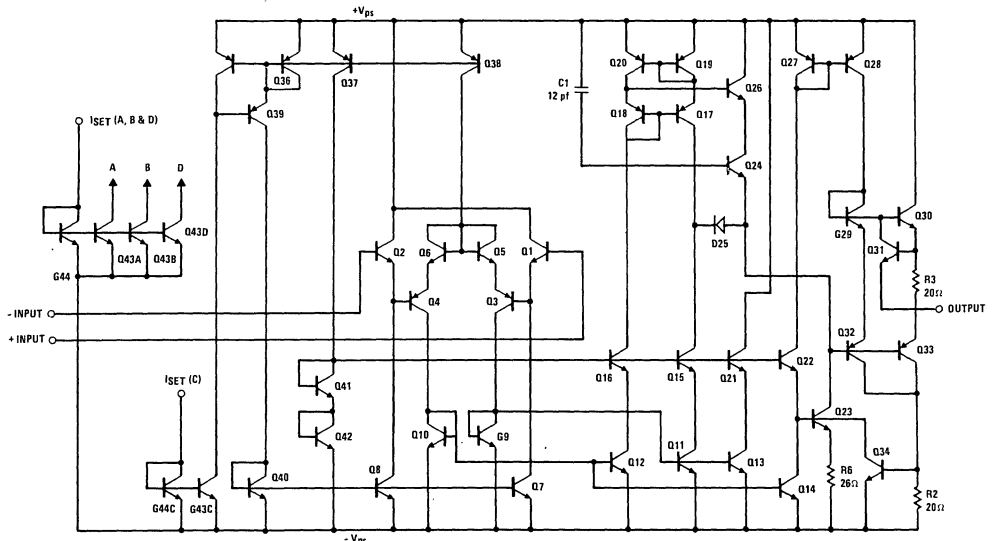 +Vps
Q36
Q37
Q38
Q39
Q20
Q19
Q27
Q28
C1
12 pf
Q26
Q18
Q17
Q24
ISET (A, B & D)
A
B
D
Q43D
G44
Q43A
Q43B
Q2
Q6
Q5
Q1
D25
G29
Q30
Q31
R3
20Ω
- INPUT
+ INPUT
Q4
Q3
OUTPUT
Q32
Q33
ISET (C)
Q41
Q42
Q16
Q15
Q21
Q22
Q10
G9
Q23
Q34
Q12
Q11
Q13
Q14
R6
26Ω
R2
20Ω
G44C
G43C
Q40
Q8
Q7
- Vps